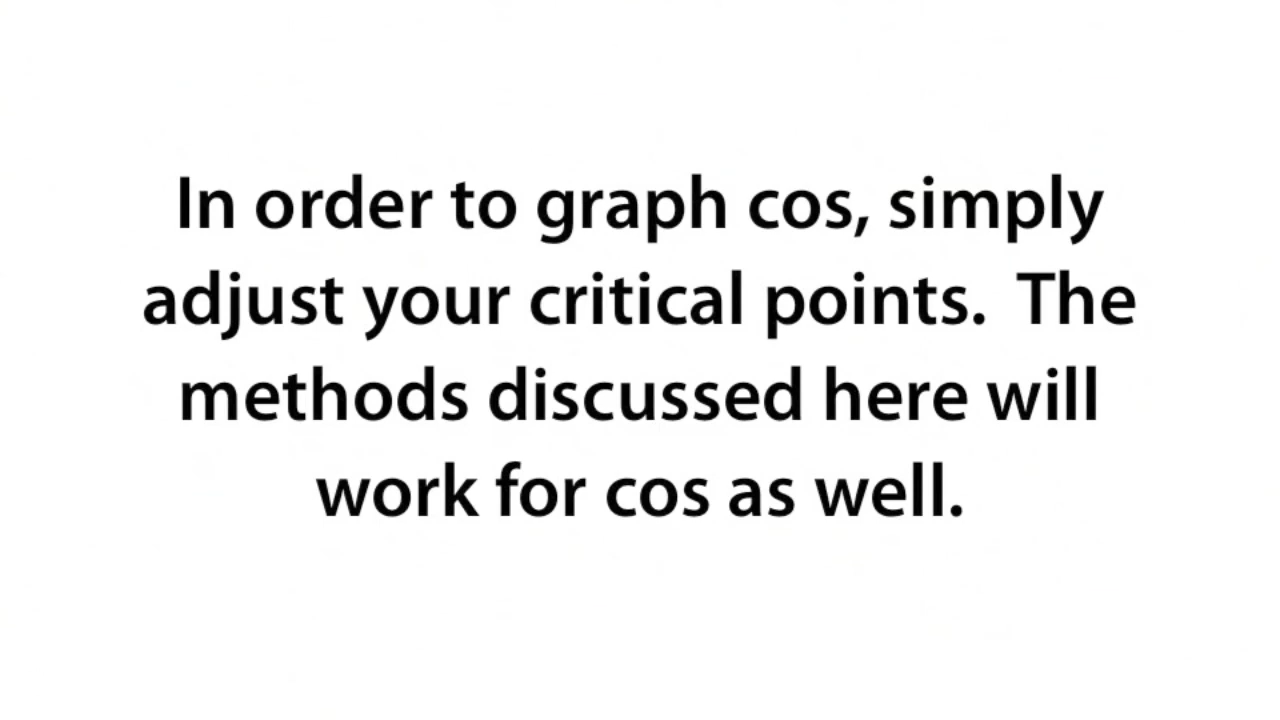 In order to graph cos, simply
adjust your critical points.  The
methods discussed here will
work for cos as well.